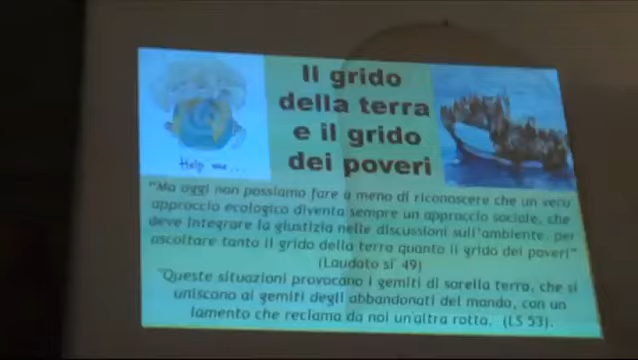 Il grido
della terra
e il grido
dei poveri
Help me...
"Ma oggi non possiamo fare a meno di riconoscere che un vero
approccio ecologico diventa sempre un approccio sociale, che
deve integrare la giustizia nelle discussioni sull'ambiente, per
ascoltare tanto il grido della terra quanto il grido dei poveri"
(Laudato si' 49)
"Queste situazioni provocano i gemiti di sorella terra, che si
uniscono ai gemiti degli abbandonati del mondo, con un
lamento che reclama da noi un'altra rotta. (LS 53).